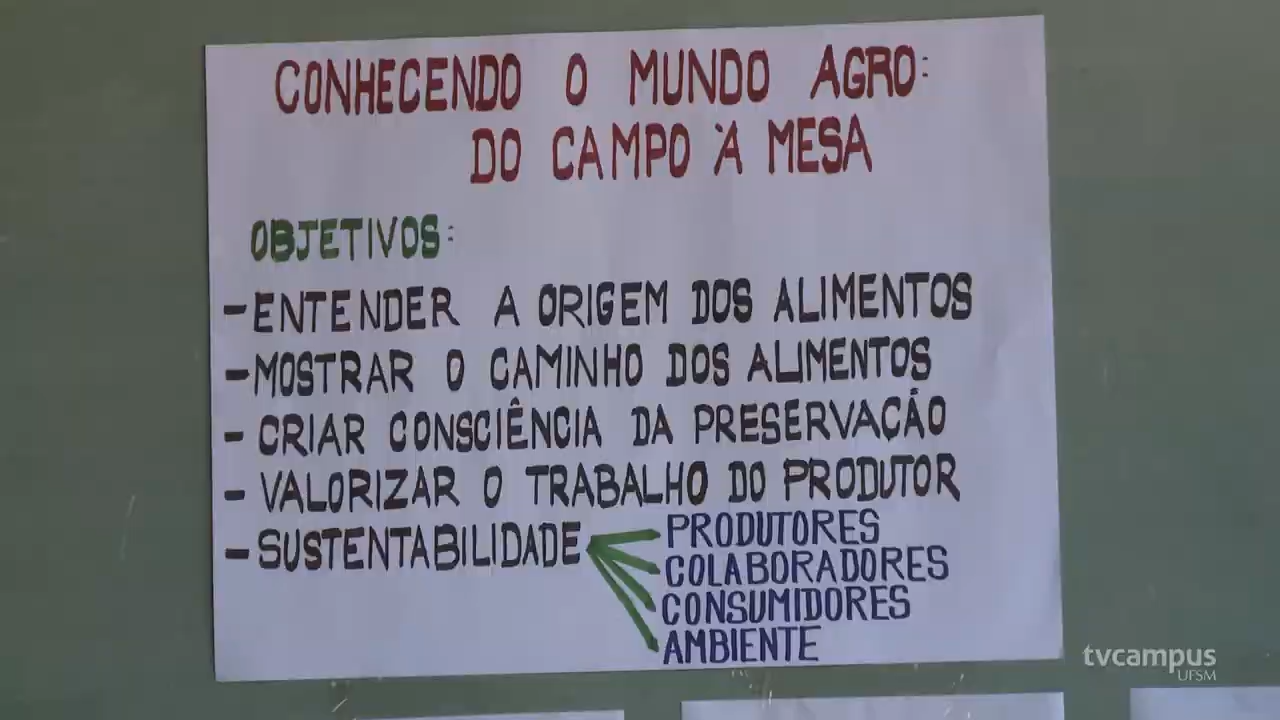 CONHECENDO O MUNDO AGRO:
DO CAMPO À MESA
OBJETIVOS:
- ENTENDER A ORIGEM DOS ALIMENTOS
- MOSTRAR O CAMINHO DOS ALIMENTOS
- CRIAR CONSCIÊNCIA DA PRESERVAÇÃO
- VALORIZAR O TRABALHO DO PRODUTOR
- SUSTENTABILIDADE
PRODUTORES
COLABORADORES
CONSUMIDORES
AMBIENTE
tvcampus
UFSM